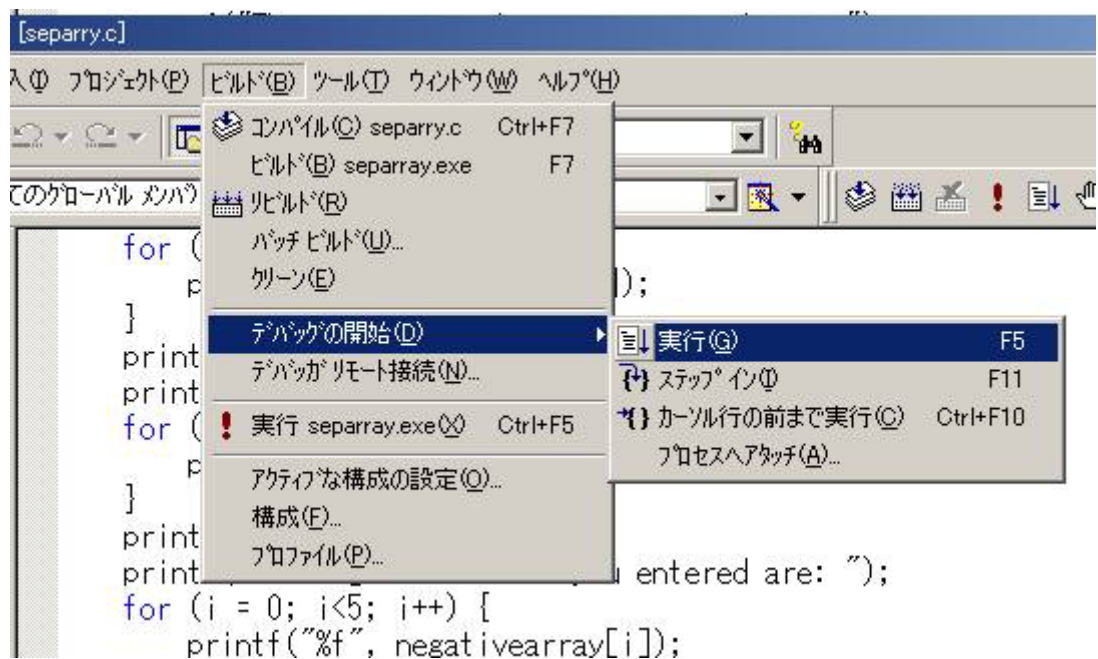 [separry.c]
プロジェクト(P) ビルド(B) ツール(T) ウィンドウ(W) ヘルプ(H)
コンパイル(C) separry.c Ctrl+F7
ビルド(B) separray.exe F7
てのグローバル メンバ
リビルド(R)
バッチ ビルド(U)...
for (
クリーン(E)
p ]);
}
デバッグの開始(D)
実行(G) F5
print
デバッガ リモート接続(N)...
ステップ イン(I) F11
print
for (
実行 separray.exe(X) Ctrl+F5
カーソル行の前まで実行(C) Ctrl+F10
p
プロセスへアタッチ(A)...
アクティブな構成の設定(O)...
}
構成(F)...
print
プロファイル(P)...
print u entered are: ");
for (i = 0; i<5; i++) {
printf("%f", negativearray[i]);